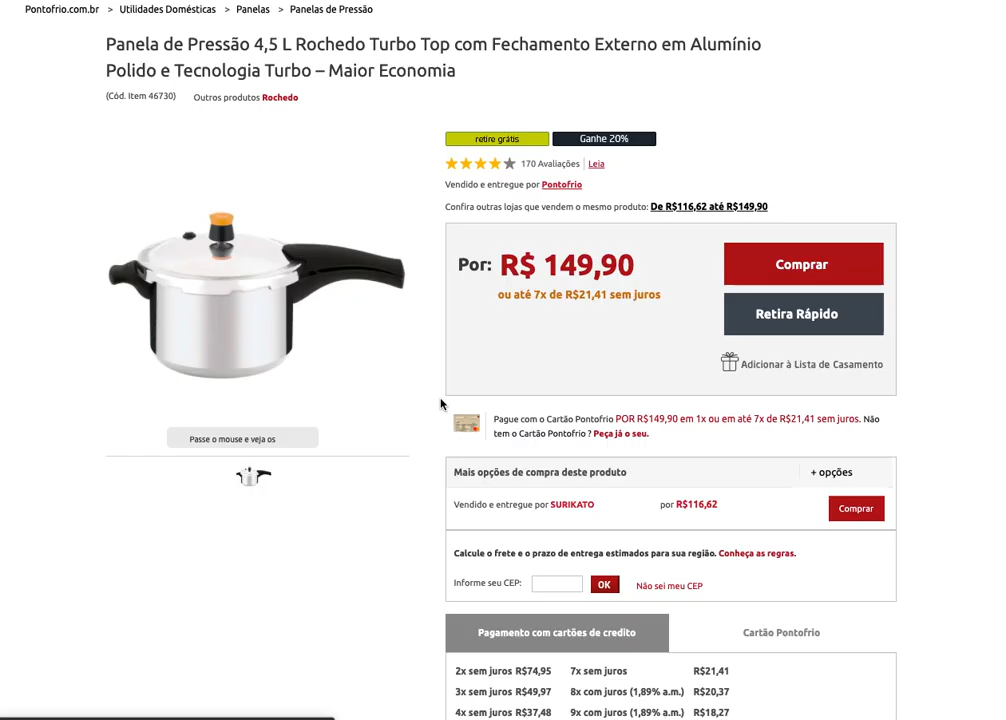 Pontofrio.com.br > Utilidades Domésticas > Panelas > Panelas de Pressão
Panela de Pressão 4,5 L Rochedo Turbo Top com Fechamento Externo em Alumínio
Polido e Tecnologia Turbo – Maior Economia
(Cód. Item 46730) Outros produtos Rochedo
retire grátis Ganhe 20%
170 Avaliações Leia
Vendido e entregue por Pontofrio
Confira outras lojas que vendem o mesmo produto: De R$116,62 até R$149,90
Por: R$ 149,90
ou até 7x de R$21,41 sem juros
Comprar
Retira Rápido
Adicionar à Lista de Casamento
Pague com o Cartão Pontofrio POR R$149,90 em 1x ou em até 7x de R$21,41 sem juros. Não
tem o Cartão Pontofrio ? Peça já o seu.
Passe o mouse e veja os
Mais opções de compra deste produto + opções
Vendido e entregue por SURIKATO por R$116,62 Comprar
Calcule o frete e o prazo de entrega estimados para sua região. Conheça as regras.
Informe seu CEP: OK Não sei meu CEP
Pagamento com cartões de credito Cartão Pontofrio
2x sem juros R$74,95 7x sem juros R$21,41
3x sem juros R$49,97 8x com juros (1,89% a.m.) R$20,37
4x sem juros R$37,48 9x com juros (1,89% a.m.) R$18,27